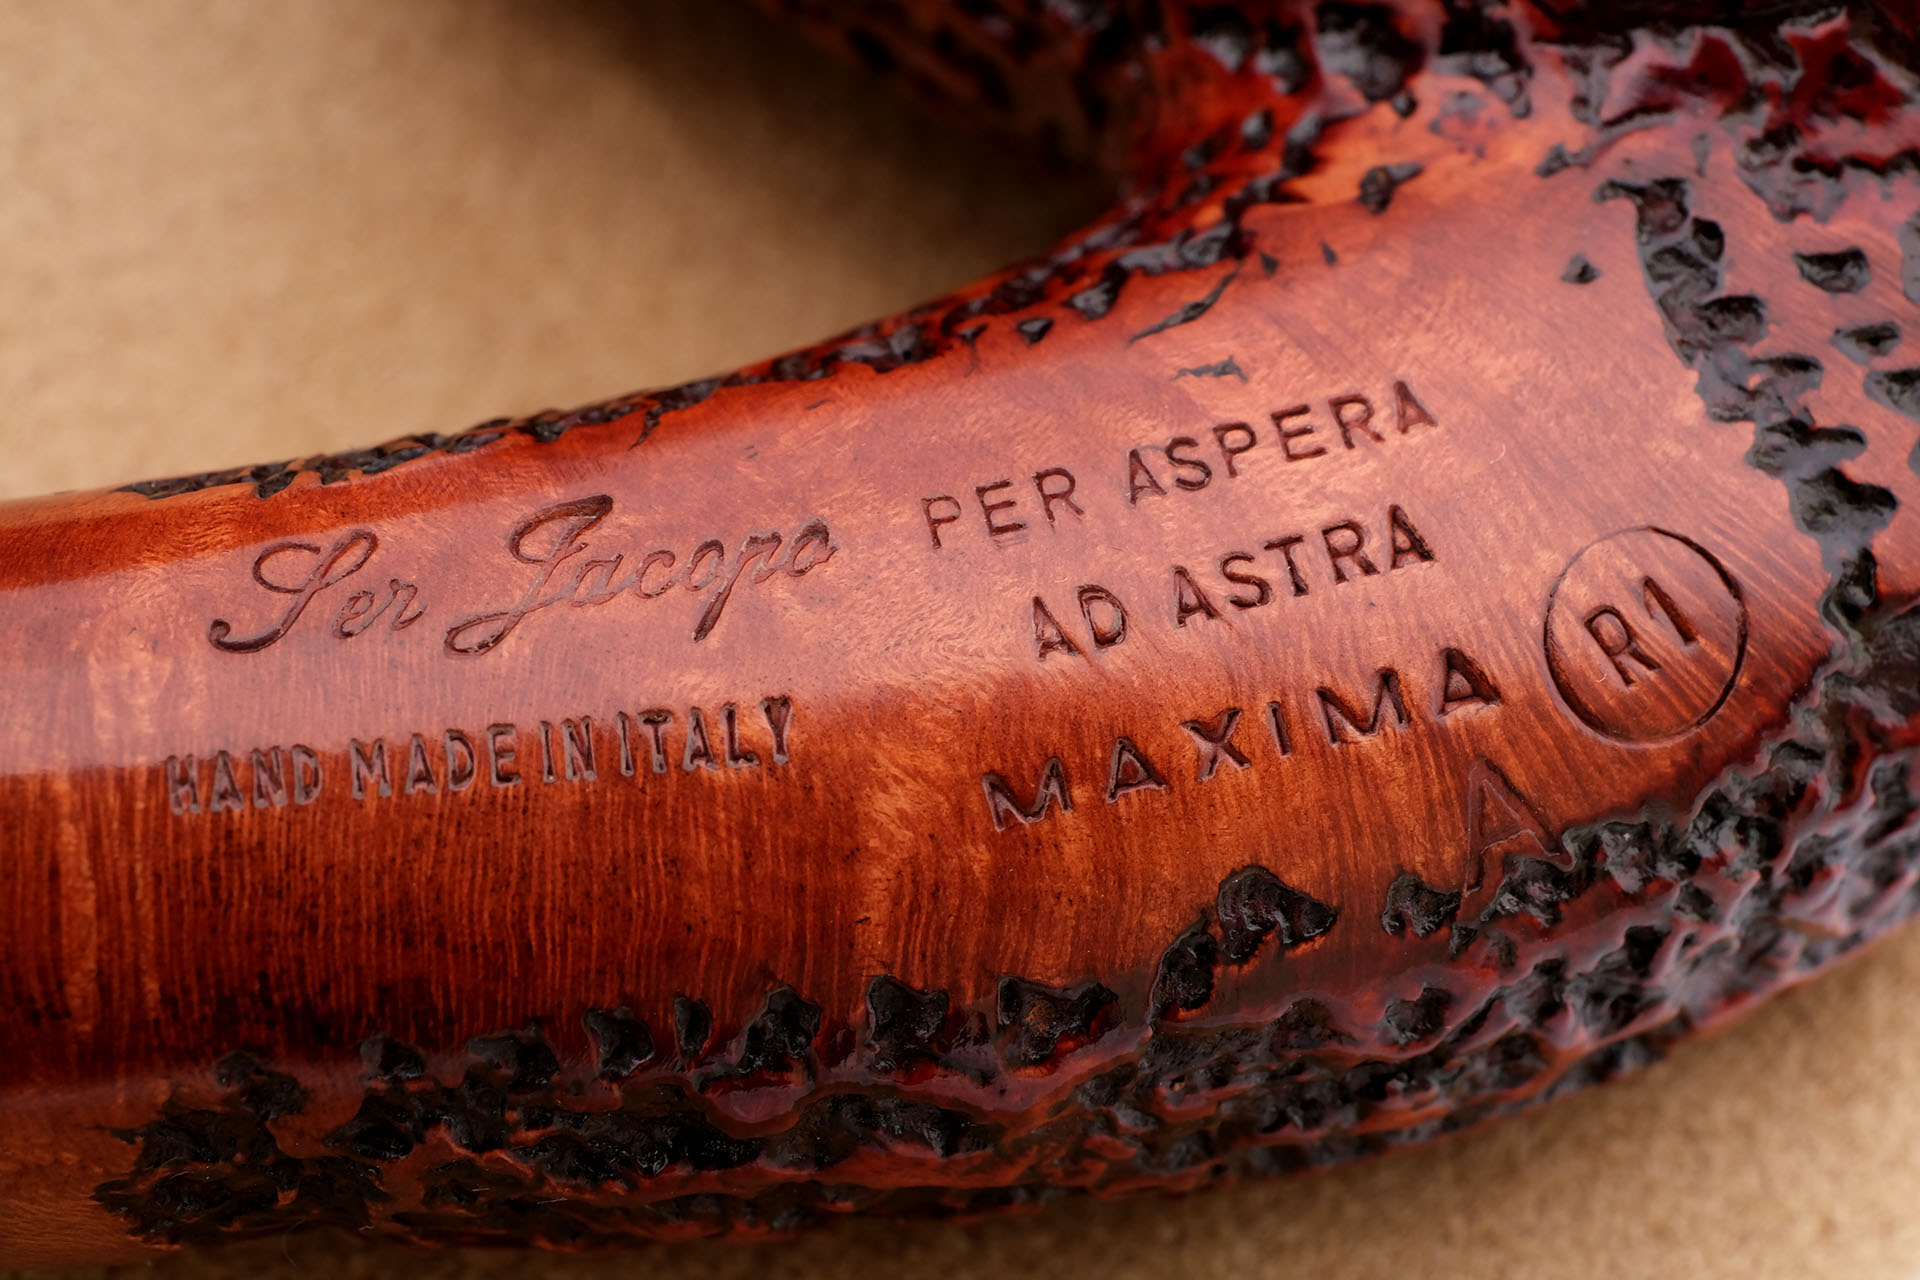 Ser Jacopo
HAND MADE IN ITALY
PER ASPERA
AD ASTRA
MAXIMA
R1
A